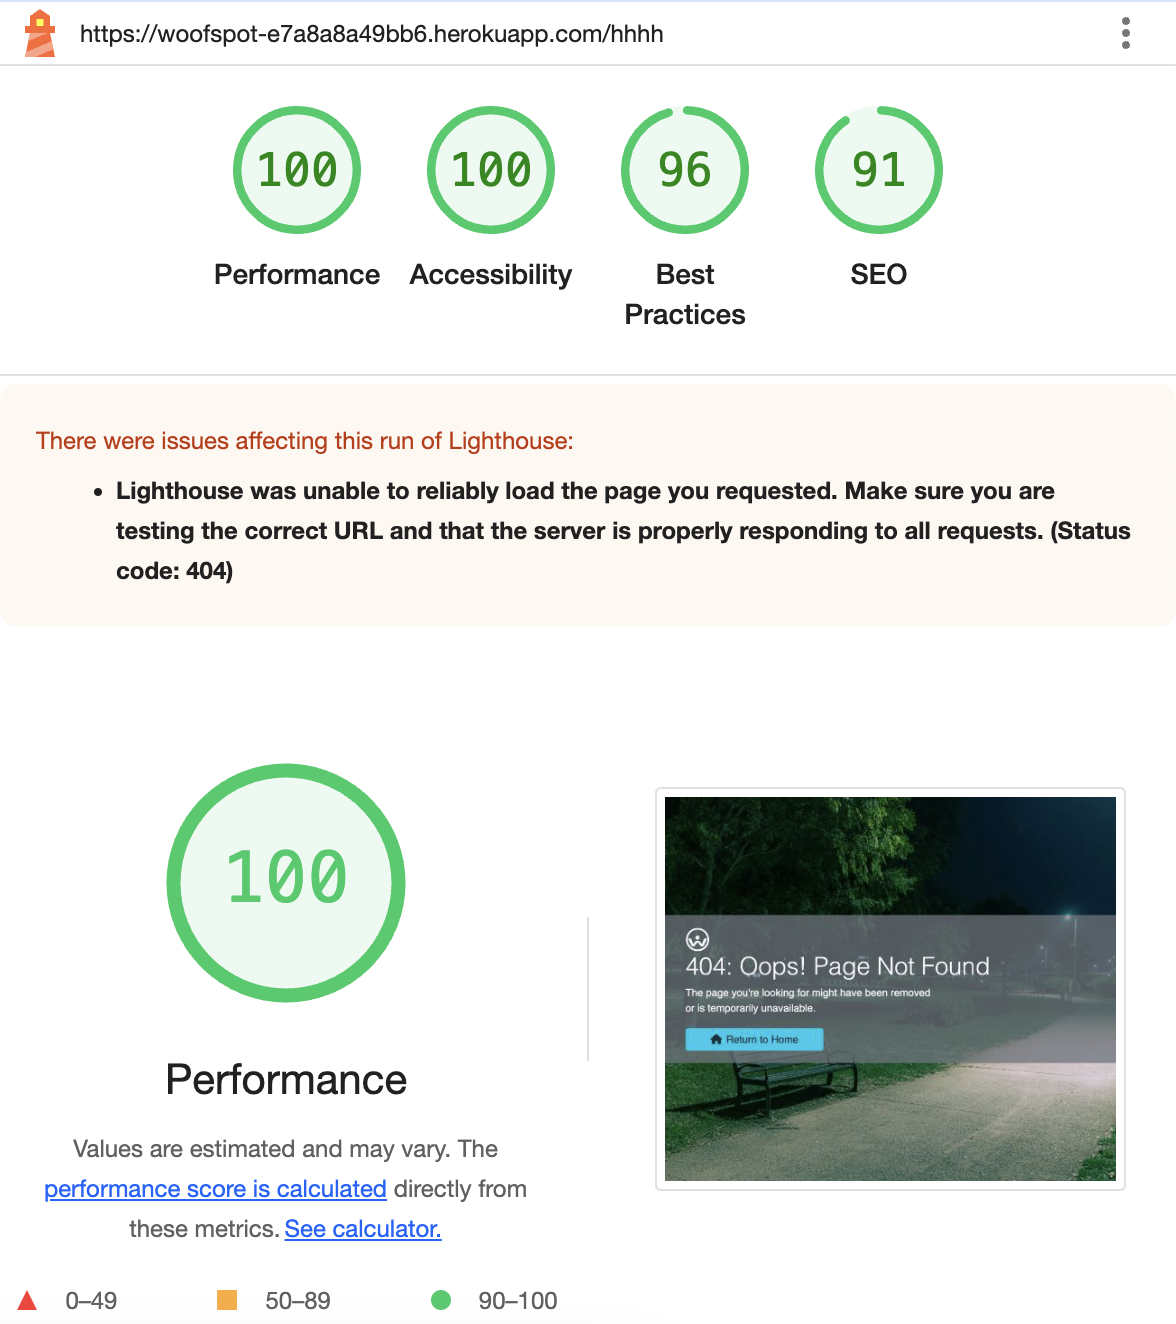 https://woofspot-e7a8a8a49bb6.herokuapp.com/hhhh
100 100 96 91
Performance Accessibility Best Practices SEO
There were issues affecting this run of Lighthouse:
Lighthouse was unable to reliably load the page you requested. Make sure you are
testing the correct URL and that the server is properly responding to all requests. (Status
code: 404)
100
Performance
Values are estimated and may vary. The
performance score is calculated directly from
these metrics. See calculator.
0–49 50–89 90–100
404: Oops! Page Not Found
The page you're looking for might have been removed
or is temporarily unavailable.
Return to Home